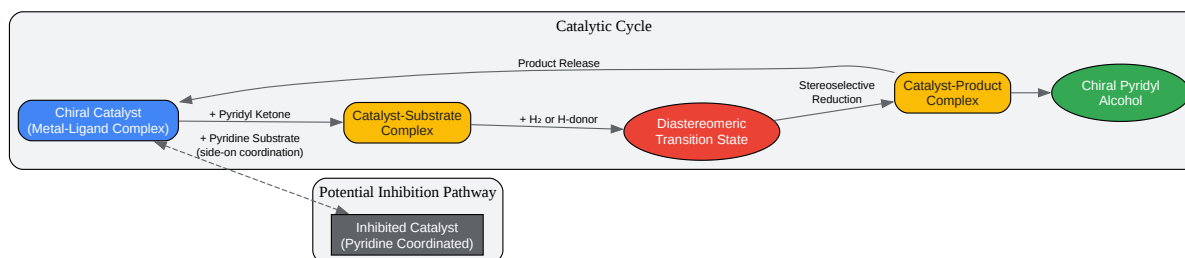 Catalytic Cycle
Product Release
Chiral Catalyst
(Metal-Ligand Complex)
+ Pyridyl Ketone
Catalyst-Substrate
Complex
+ H₂ or H-donor
Diastereomeric
Transition State
Stereoselective
Reduction
Catalyst-Product
Complex
Chiral Pyridyl
Alcohol
+ Pyridine Substrate
(side-on coordination)
Potential Inhibition Pathway
Inhibited Catalyst
(Pyridine Coordinated)